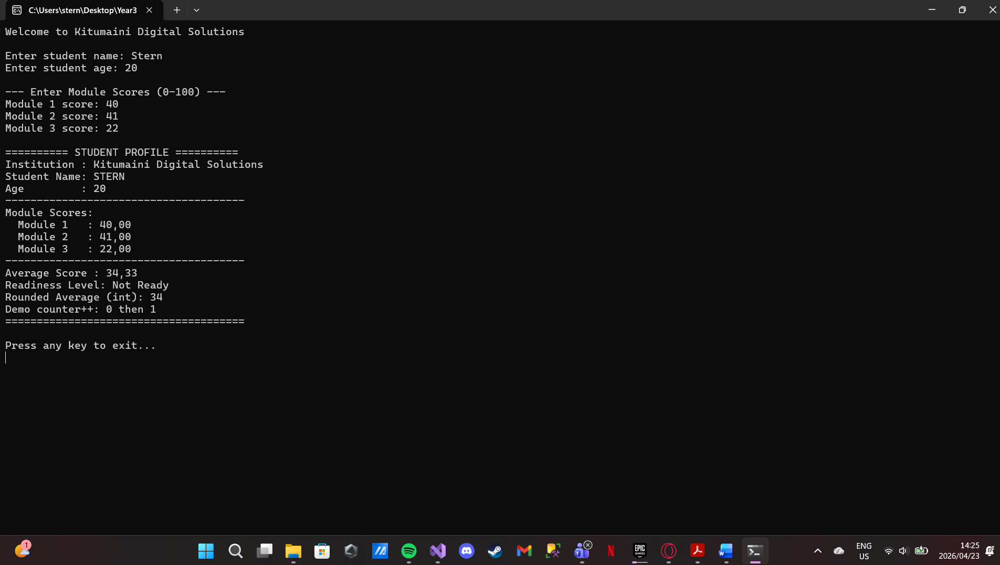 C:\Users\stern\Desktop\Year3
Welcome to Kitumaini Digital Solutions
Enter student name: Stern
Enter student age: 20
--- Enter Module Scores (0-100) ---
Module 1 score: 40
Module 2 score: 41
Module 3 score: 22
========== STUDENT PROFILE ==========
Institution : Kitumaini Digital Solutions
Student Name: STERN
Age         : 20
--------------------------------------
Module Scores:
  Module 1   : 40,00
  Module 2   : 41,00
  Module 3   : 22,00
--------------------------------------
Average Score : 34,33
Readiness Level: Not Ready
Rounded Average (int): 34
Demo counter++: 0 then 1
======================================
Press any key to exit...
1
EPIC
GAMES
ENG
US
14:25
2026/04/23